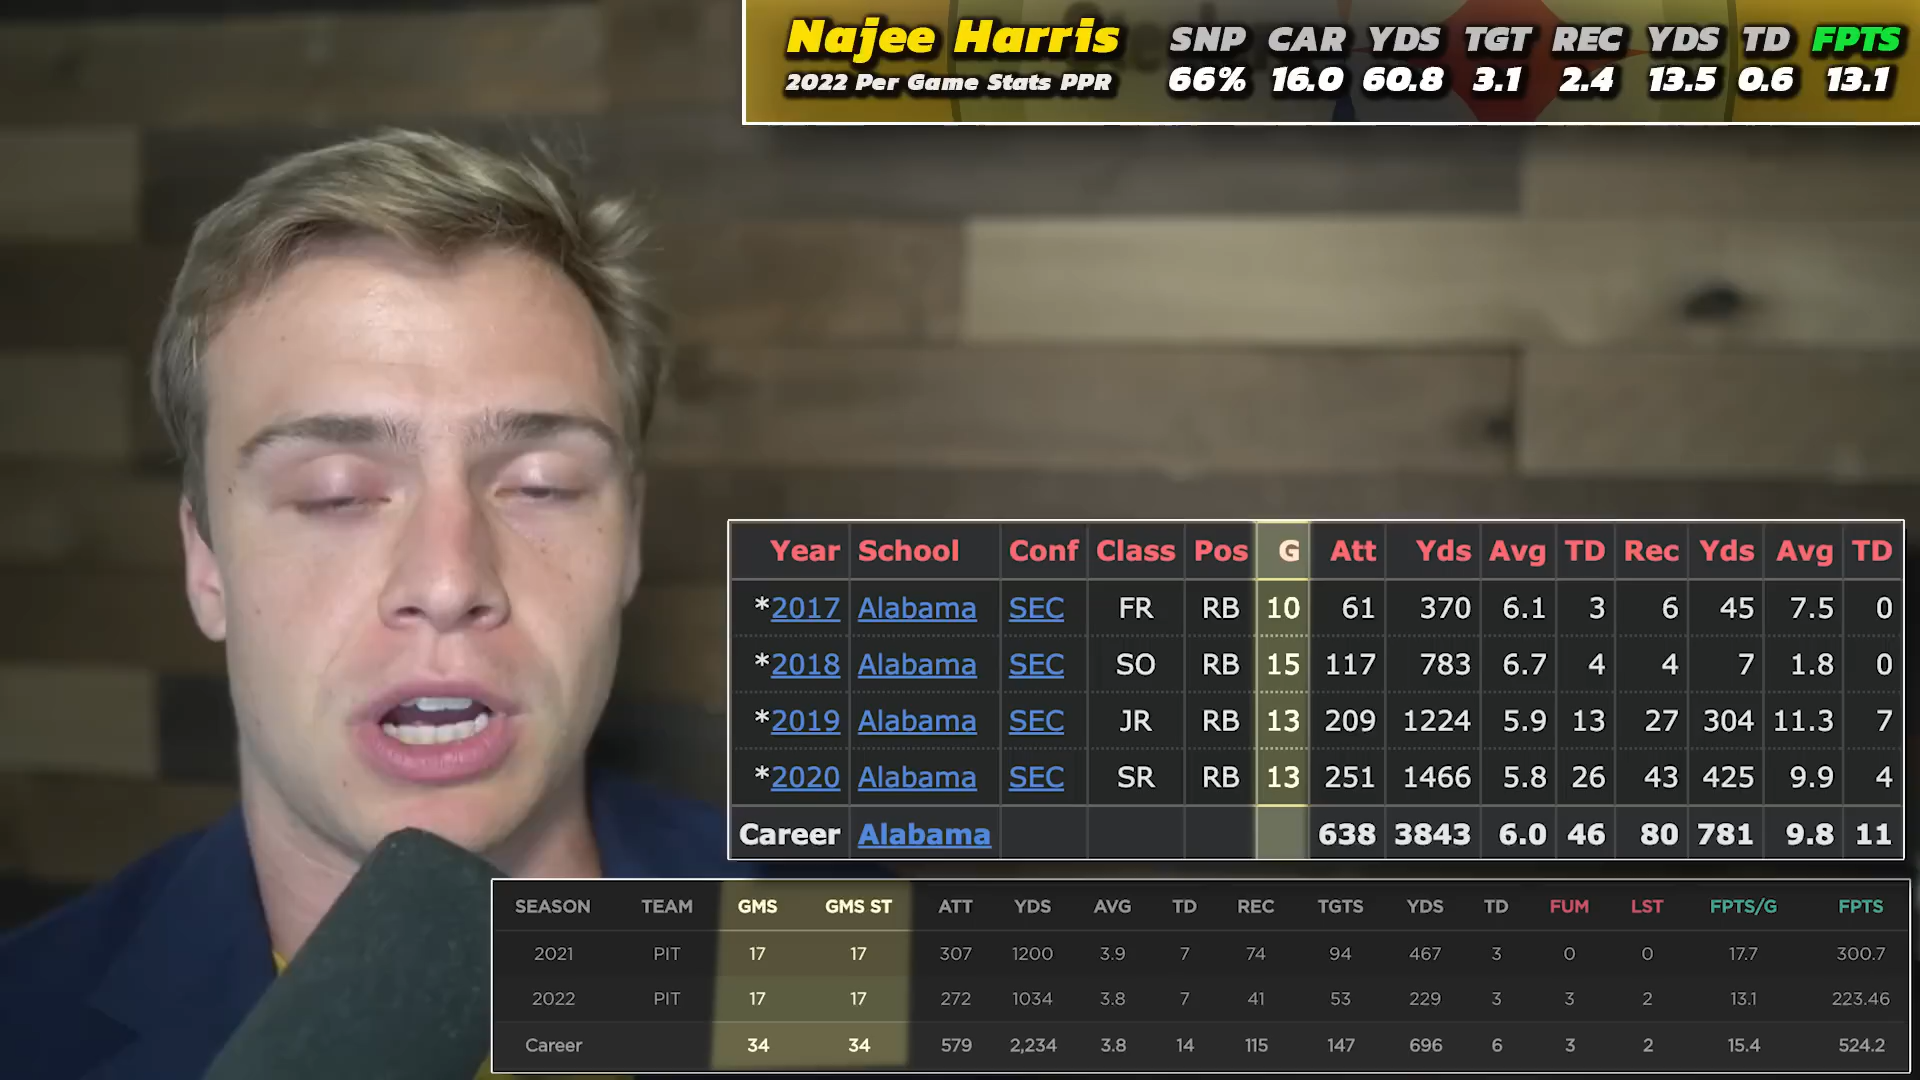 Najee Harris SNP CAR YDS TGT REC YDS TD FPTS
2022 Per Game Stats PPR 66% 16.0 60.8 3.1 2.4 13.5 0.6 13.1
Year School Conf Class Pos G Att Yds Avg TD Rec Yds Avg TD
*2017 Alabama SEC FR RB 10 61 370 6.1 3 6 45 7.5 0
*2018 Alabama SEC SO RB 15 117 783 6.7 4 4 7 1.8 0
*2019 Alabama SEC JR RB 13 209 1224 5.9 13 27 304 11.3 7
*2020 Alabama SEC SR RB 13 251 1466 5.8 26 43 425 9.9 4
Career Alabama 638 3843 6.0 46 80 781 9.8 11
SEASON TEAM GMS GMS ST ATT YDS AVG TD REC TGTS YDS TD FUM LST FPTS/G FPTS
2021 PIT 17 17 307 1200 3.9 7 74 94 467 3 0 0 17.7 300.7
2022 PIT 17 17 272 1034 3.8 7 41 53 229 3 3 2 13.1 223.46
Career 34 34 579 2,234 3.8 14 115 147 696 6 3 2 15.4 524.2